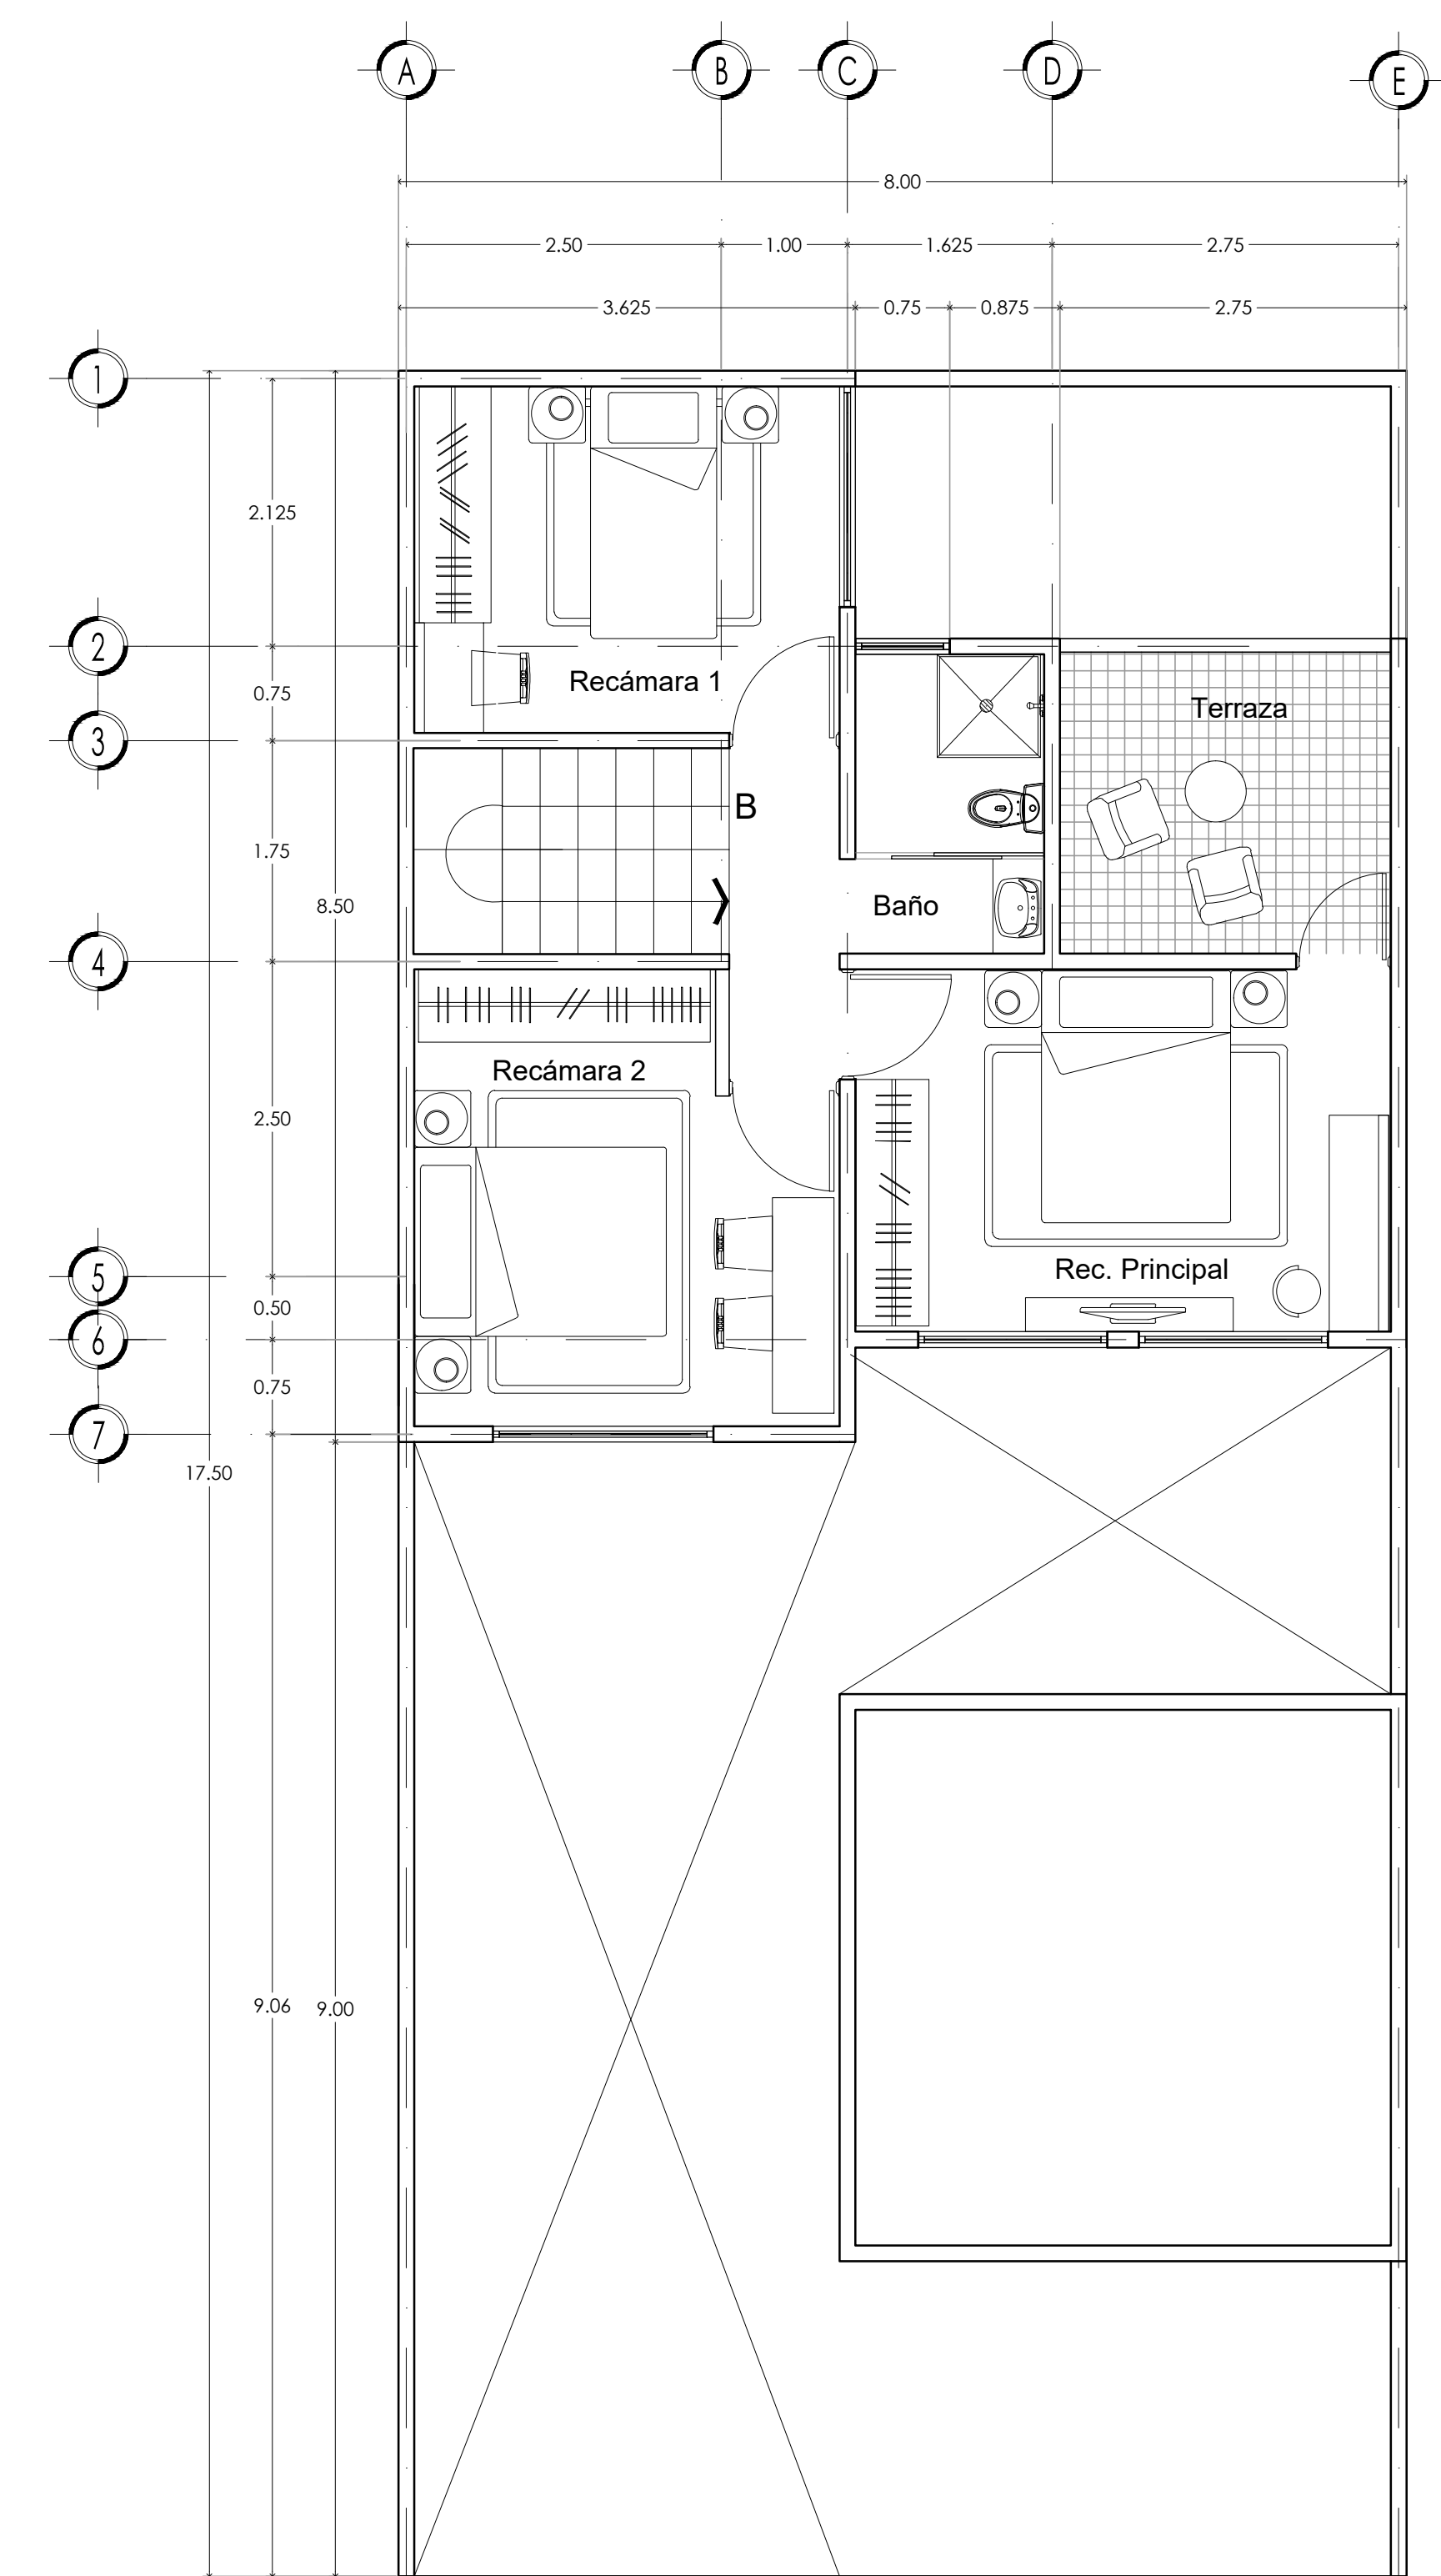 A B C D E
8.00
2.50 1.00 1.625 2.75
3.625 0.75 0.875 2.75
1
2.125
2
Recámara 1
0.75
Terraza
3
B
1.75
8.50
Baño
4
Recámara 2
2.50
5
Rec. Principal
0.50
6
0.75
7
17.50
9.06 9.00